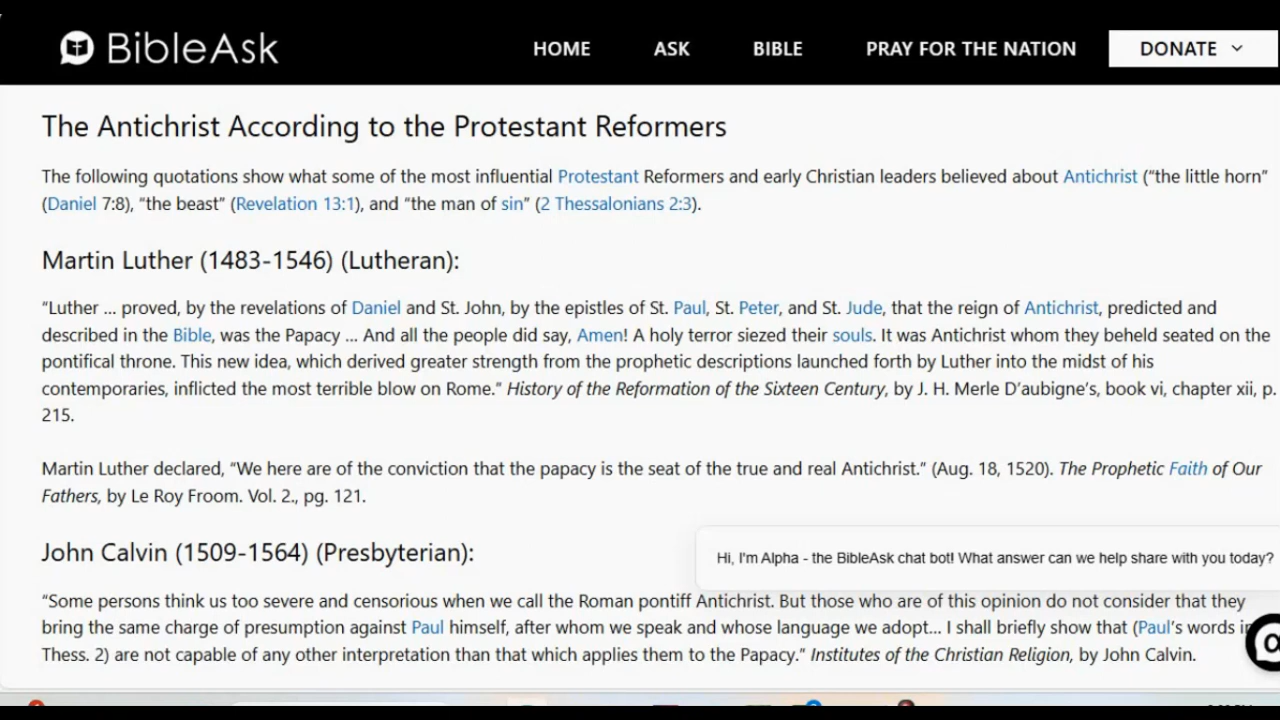 BibleAsk
HOME ASK BIBLE PRAY FOR THE NATION DONATE
The Antichrist According to the Protestant Reformers
The following quotations show what some of the most influential Protestant Reformers and early Christian leaders believed about Antichrist (“the little horn”
(Daniel 7:8), “the beast” (Revelation 13:1), and “the man of sin” (2 Thessalonians 2:3).
Martin Luther (1483-1546) (Lutheran):
“Luther ... proved, by the revelations of Daniel and St. John, by the epistles of St. Paul, St. Peter, and St. Jude, that the reign of Antichrist, predicted and
described in the Bible, was the Papacy ... And all the people did say, Amen! A holy terror siezed their souls. It was Antichrist whom they beheld seated on the
pontifical throne. This new idea, which derived greater strength from the prophetic descriptions launched forth by Luther into the midst of his
contemporaries, inflicted the most terrible blow on Rome.” History of the Reformation of the Sixteen Century, by J. H. Merle D’aubigne’s, book vi, chapter xii, p.
215.
Martin Luther declared, “We here are of the conviction that the papacy is the seat of the true and real Antichrist.” (Aug. 18, 1520). The Prophetic Faith of Our
Fathers, by Le Roy Froom. Vol. 2., pg. 121.
John Calvin (1509-1564) (Presbyterian):
Hi, I'm Alpha - the BibleAsk chat bot! What answer can we help share with you today?
“Some persons think us too severe and censorious when we call the Roman pontiff Antichrist. But those who are of this opinion do not consider that they
bring the same charge of presumption against Paul himself, after whom we speak and whose language we adopt... I shall briefly show that (Paul’s words in
Thess. 2) are not capable of any other interpretation than that which applies them to the Papacy.” Institutes of the Christian Religion, by John Calvin.